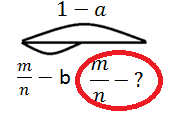 1 – a
m/n – b m/n – ?